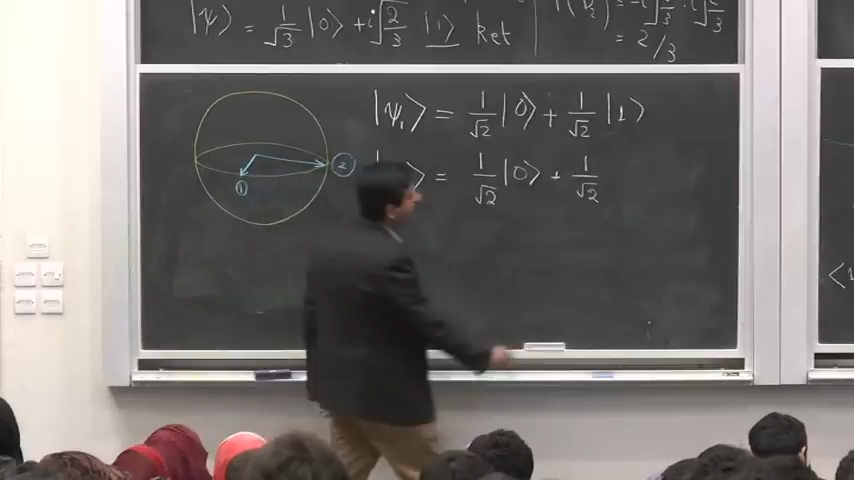 |ψ⟩ = 1/√3 |0⟩ + i√2/3 |1⟩ ket
= 2/3
|ψ₁⟩ = 1/√2 |0⟩ + 1/√2 |1⟩
⟩ = 1/√2 |0⟩ + 1/√2
①
②